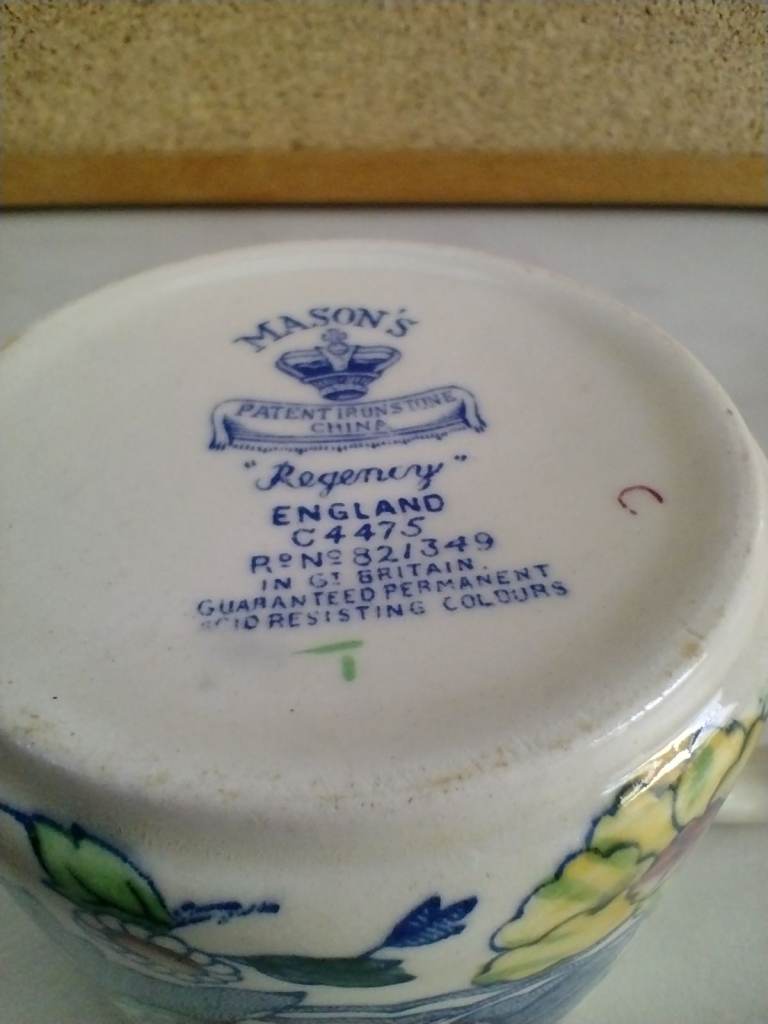 MASON'S
PATENT IRONSTONE
CHINA
"Regency"
ENGLAND
C4475
Rᴰ Nº 821349
IN Gᵀ BRITAIN.
GUARANTEED PERMANENT
ACID RESISTING COLOURS
C
T